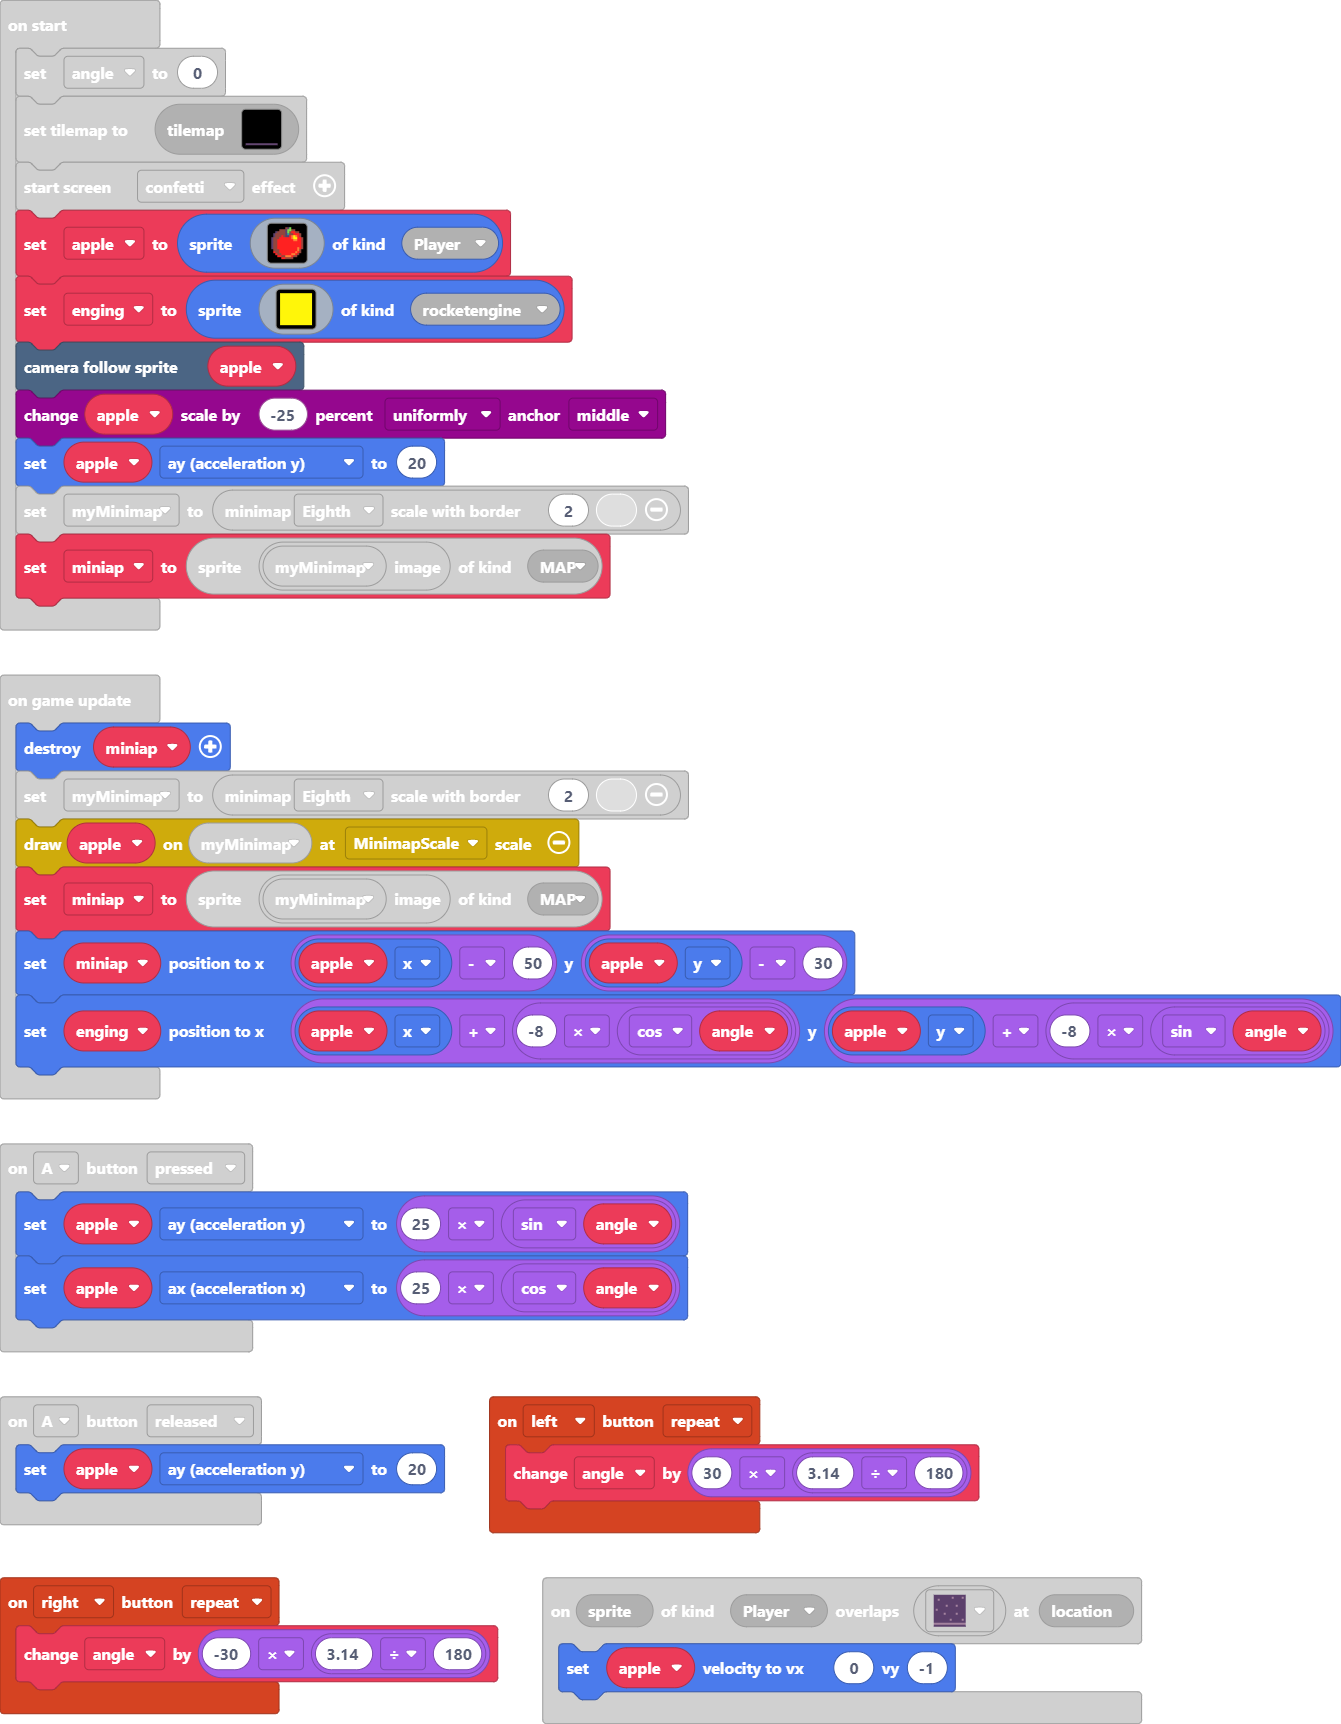 on start
set angle to 0
set tilemap to tilemap
start screen confetti effect
set apple to sprite of kind Player
set enging to sprite of kind rocketengine
camera follow sprite apple
change apple scale by -25 percent uniformly anchor middle
set apple ay (acceleration y) to 20
set myMinimap to minimap Eighth scale with border 2
set miniap to sprite myMinimap image of kind MAP
on game update
destroy miniap
set myMinimap to minimap Eighth scale with border 2
draw apple on myMinimap at MinimapScale scale
set miniap to sprite myMinimap image of kind MAP
set miniap position to x apple x - 50 y apple y - 30
set enging position to x apple x + -8 × cos angle y apple y + -8 × sin angle
on A button pressed
set apple ay (acceleration y) to 25 × sin angle
set apple ax (acceleration x) to 25 × cos angle
on A button released
set apple ay (acceleration y) to 20
on left button repeat
change angle by 30 × 3.14 ÷ 180
on right button repeat
change angle by -30 × 3.14 ÷ 180
on sprite of kind Player overlaps at location
set apple velocity to vx 0 vy -1